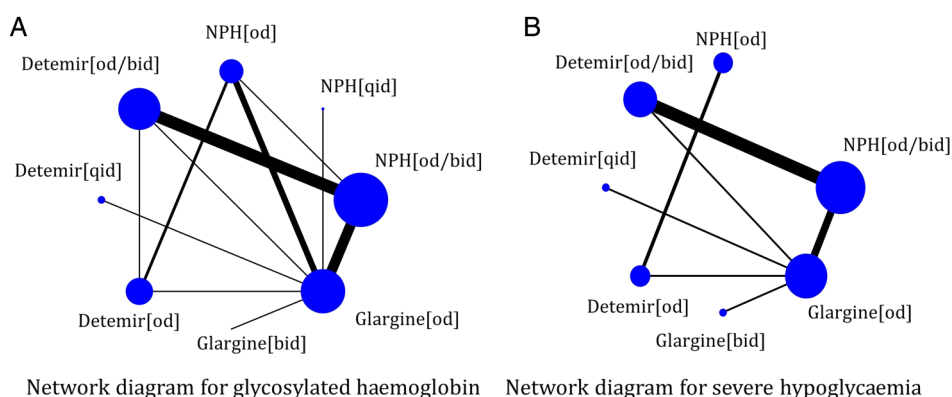 A
NPH[od]
Detemir[od/bid]
NPH[qid]
NPH[od/bid]
Detemir[qid]
Detemir[od]
Glargine[od]
Glargine[bid]
Network diagram for glycosylated haemoglobin
B
NPH[od]
Detemir[od/bid]
NPH[od/bid]
Detemir[qid]
Detemir[od]
Glargine[od]
Glargine[bid]
Network diagram for severe hypoglycaemia